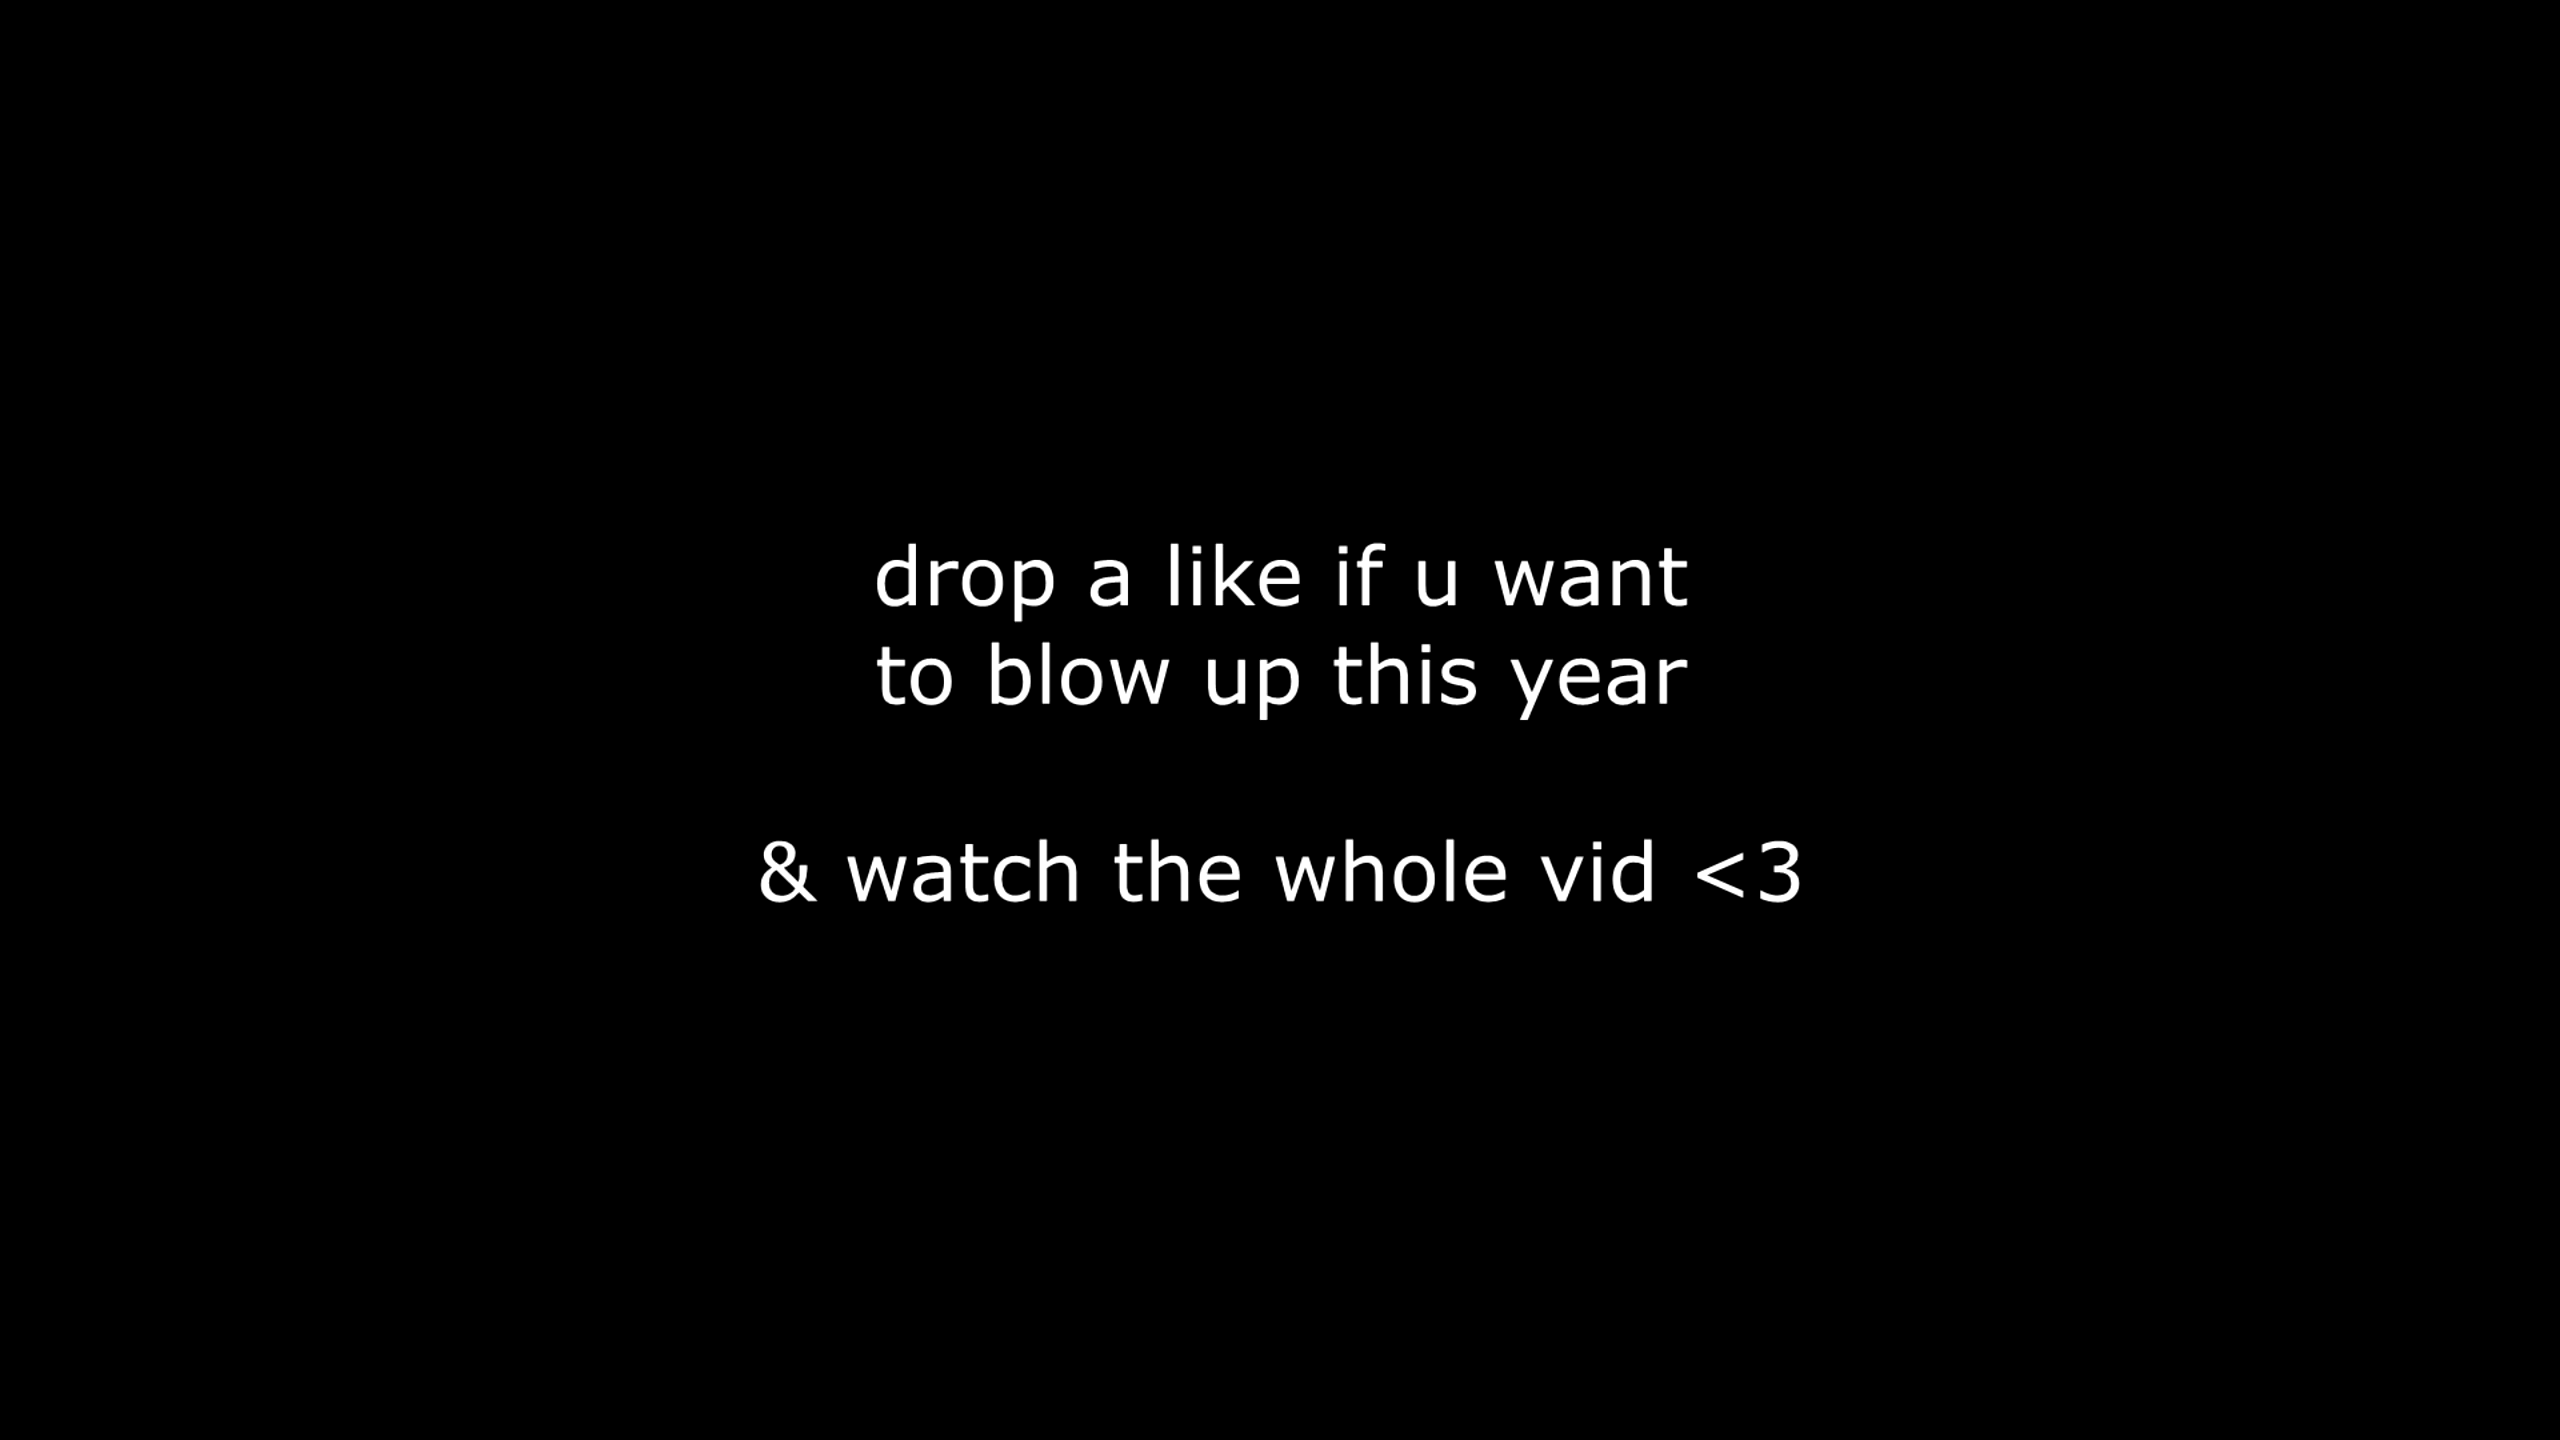 drop a like if u want
to blow up this year
& watch the whole vid <3